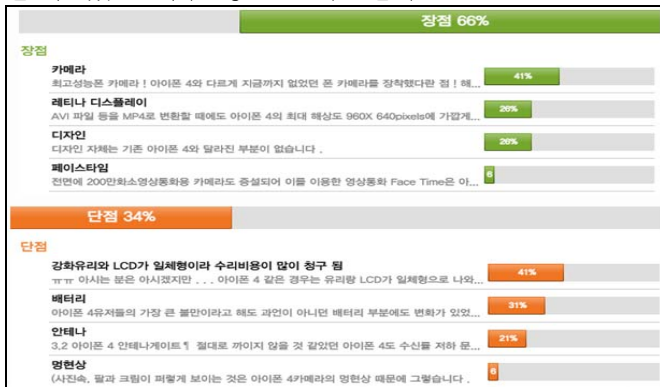 장점 66%
장점
카메라
최고성능폰 카메라 ! 아이폰 4와 다르게 지금까지 없었던 폰 카메라를 장착했다란 점 ! 해...
41%
레티나 디스플레이
AVI 파일 등을 MP4로 변환할 때에도 아이폰 4의 최대 해상도 960X 640pixels에 가깝게...
26%
디자인
디자인 자체는 기존 아이폰 4와 달라진 부분이 없습니다 .
26%
페이스타임
전면에 200만화소영상통화용 카메라도 증설되어 이를 이용한 영상통화 Face Time은 아...
6
단점 34%
단점
강화유리와 LCD가 일체형이라 수리비용이 많이 청구 됨
ㅠㅠ 아시는 분은 아시겠지만 . . . 아이폰 4 같은 경우는 유리랑 LCD가 일체형으로 나와...
41%
배터리
아이폰 4유저들의 가장 큰 불만이라고 해도 과언이 아니던 배터리 부분에도 변화가 있었...
31%
안테나
3.2 아이폰 4 안테나게이트¶ 절대로 까이지 않을 것 같았던 아이폰 4도 수신률 저하 문...
21%
멍현상
(사진속, 팔과 크림이 퍼렇게 보이는 것은 아이폰 4카메라의 멍현상 때문에 그렇습니다 .
6